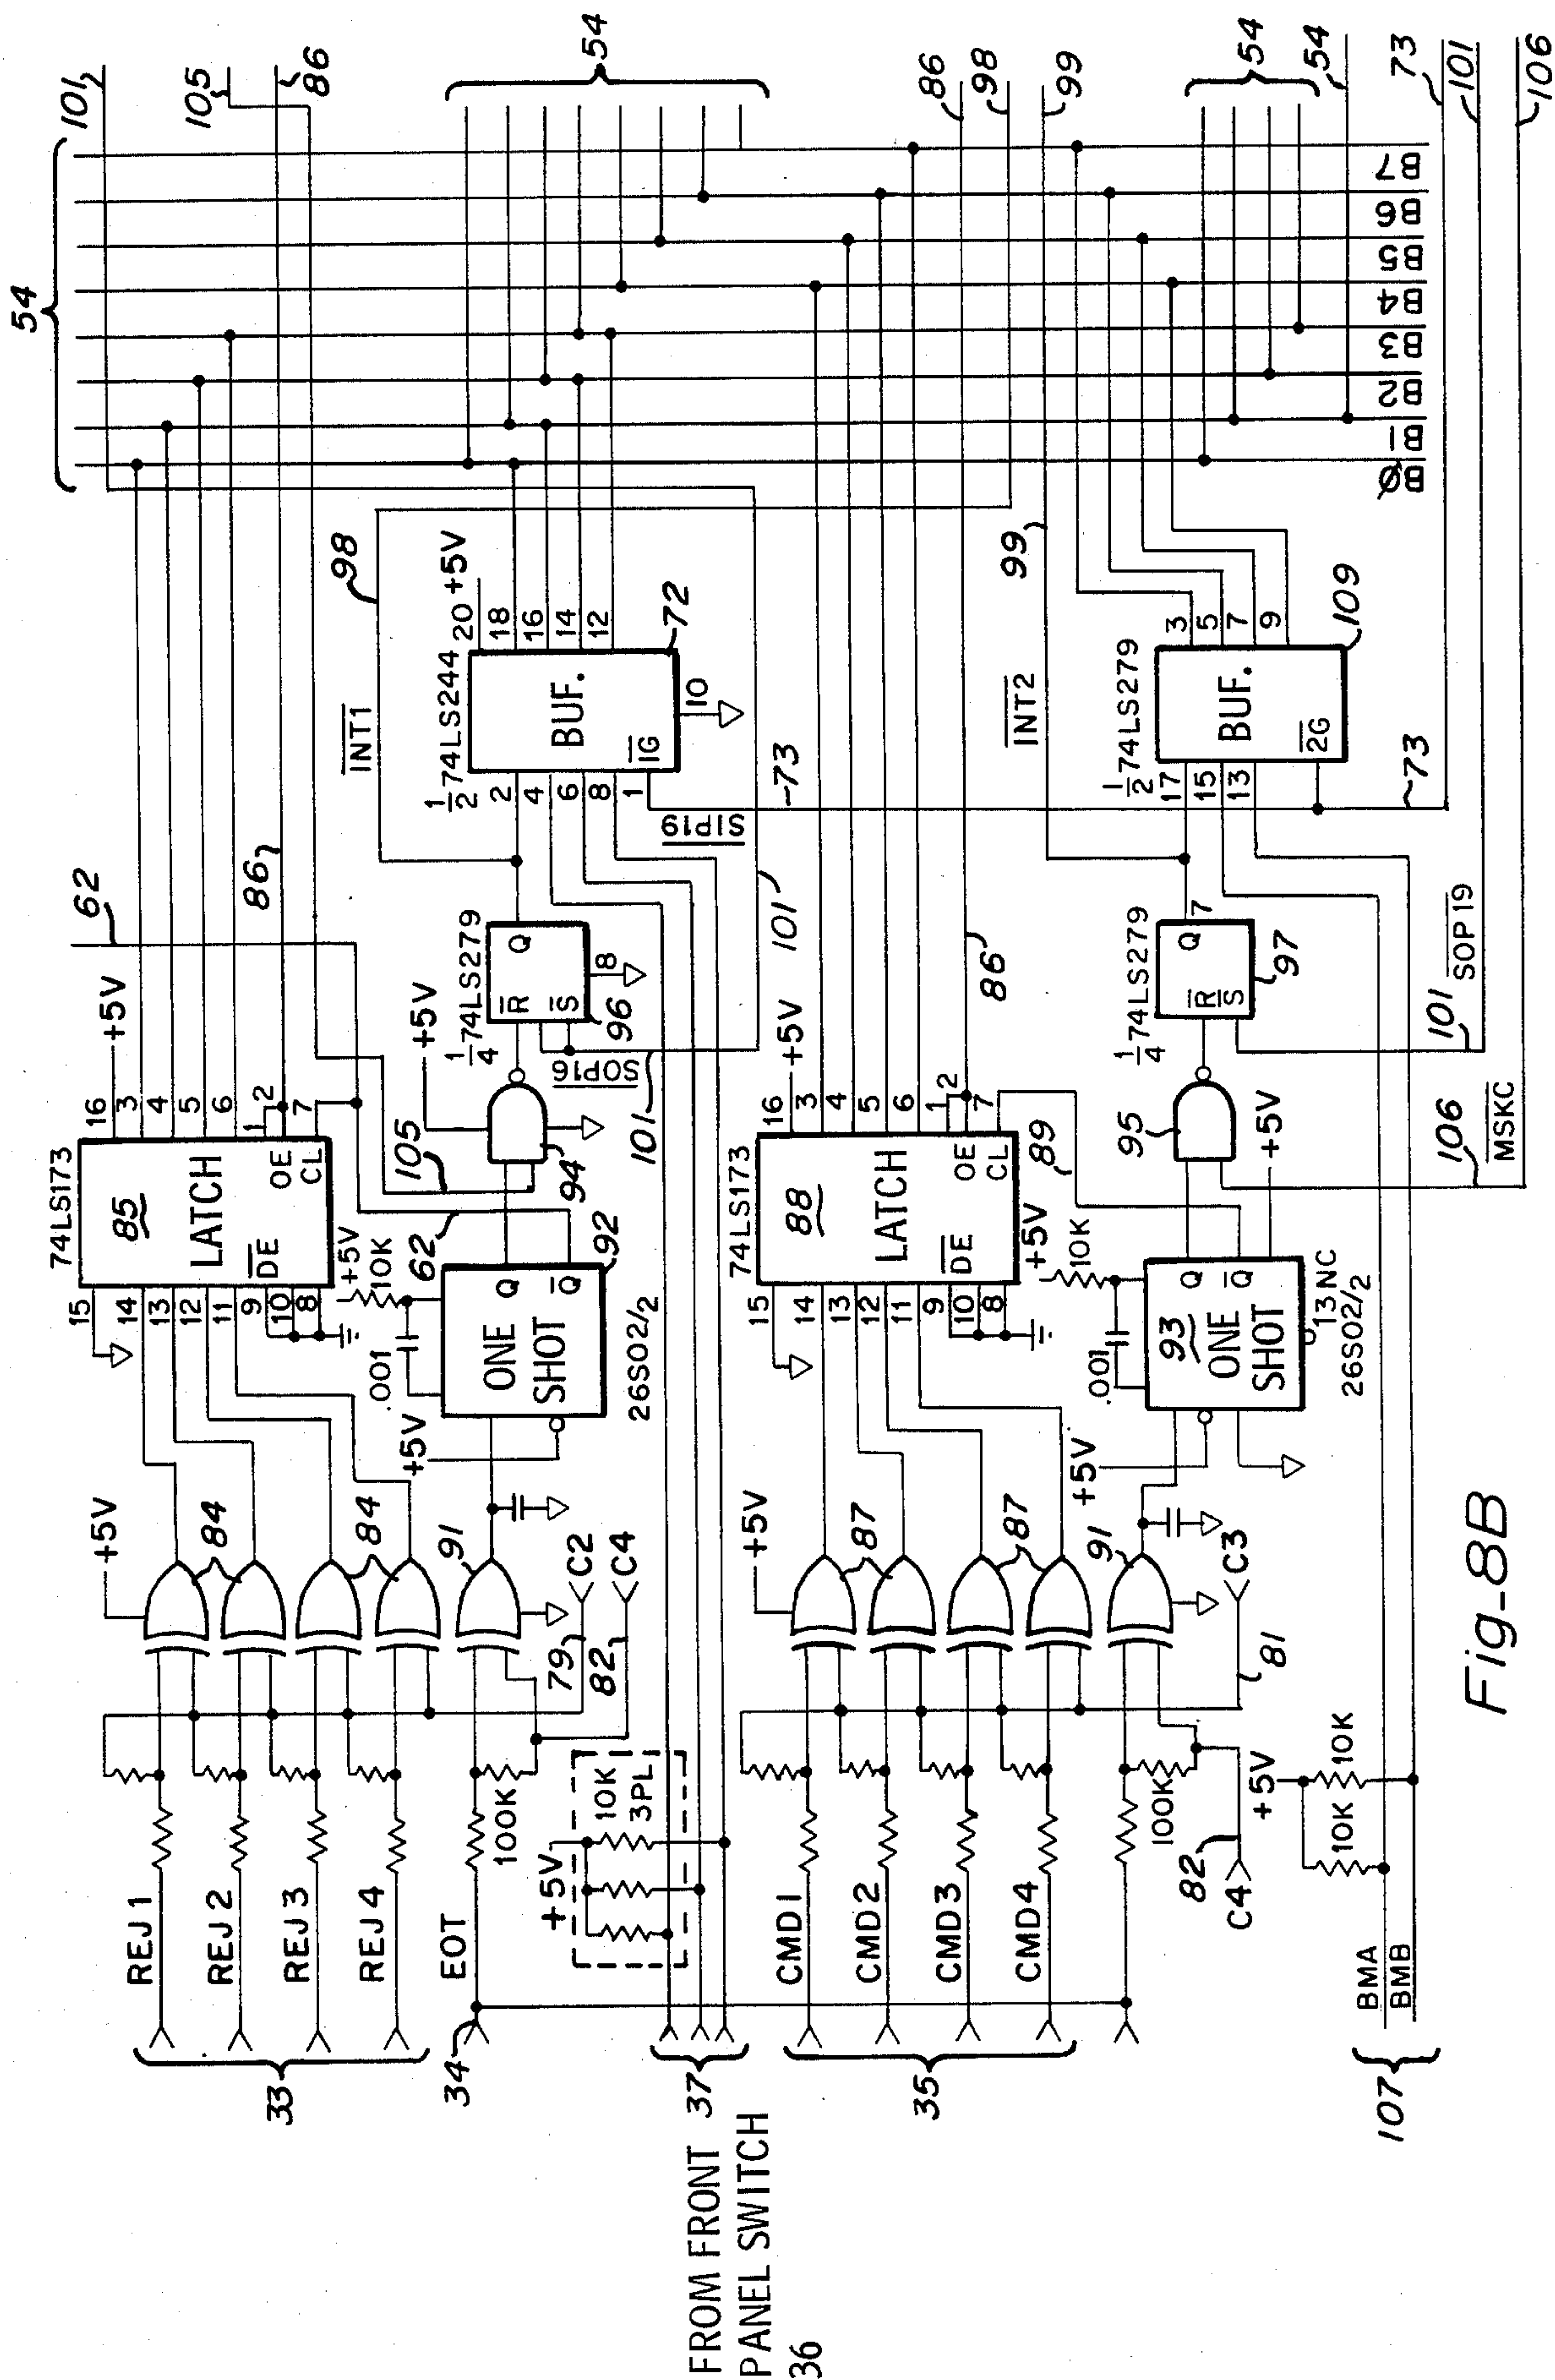 54
101
105
86
54
86
98
99
54
54
73
101
106
B0
B1
B2
B3
B4
B5
B6
B7
REJ 1
REJ 2
REJ 3
REJ 4
33
+5V
84
84
EOT
34
100K
91
79
C2
82
C4
74LS173
85
LATCH
DE
OE
CL
15
14
13
12
11
9
10
8
16
+5V
3
4
5
6
1
2
7
62
86
+5V
10K
.001
+5V
ONE
SHOT
Q
Q
92
26S02/2
62
105
94
+5V
SOP16
101
1/4 74LS279
R
S
Q
8
96
INT1
98
1/2 74LS244
BUF.
1G
2
4
6
8
1
20
+5V
18
16
14
12
10
72
SIP19
73
101
+5V
10K
3PL
37
FROM FRONT
PANEL SWITCH
36
CMD1
CMD2
CMD3
CMD4
35
+5V
87
87
91
C3
81
100K
82
C4
74LS173
88
LATCH
DE
OE
CL
15
14
13
12
11
9
10
8
16
+5V
3
4
5
6
1
2
7
86
89
+5V
10K
.001
+5V
93
ONE
SHOT
Q
Q
13 NC
26S02/2
+5V
95
106
MSKC
1/4 74LS279
R
S
Q
7
97
101
SOP19
INT2
99
1/2 74LS279
BUF.
2G
17
15
13
3
5
7
9
109
73
+5V
10K
10K
BMA
BMB
107
Fig-8B